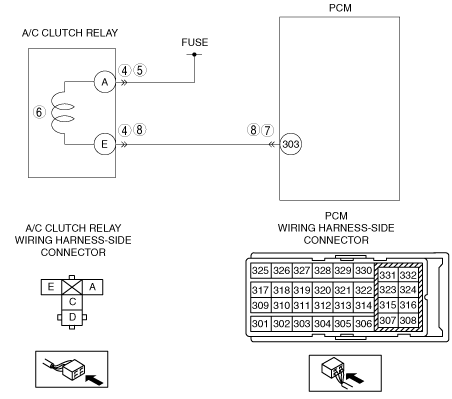 PCM
A/C CLUTCH RELAY
FUSE
4 5
A
6
4 8
8 7
E
303
A/C CLUTCH RELAY
WIRING HARNESS-SIDE
CONNECTOR
PCM
WIRING HARNESS-SIDE
CONNECTOR
E A
C
D
325 326 327 328 329 330 331 332
317 318 319 320 321 322 323 324
309 310 311 312 313 314 315 316
301 302 303 304 305 306 307 308